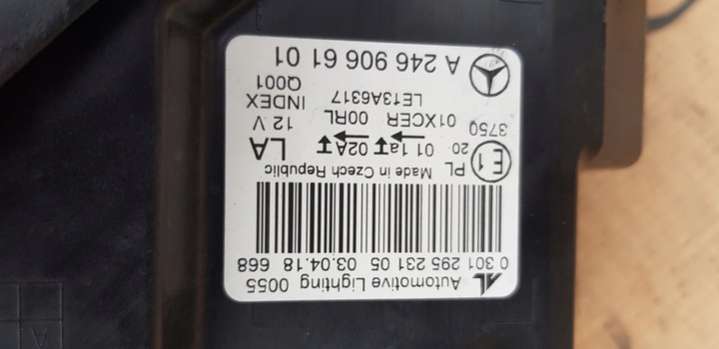 Automotive Lighting 0055
0 301 295 231 05 03.04.18 668
Made in Czech Republic
E1 PL 01 1a 02A LA
20
3750 01XCER 00RL 12 V
LE13A6317 INDEX
Q001
A 246 906 61 01